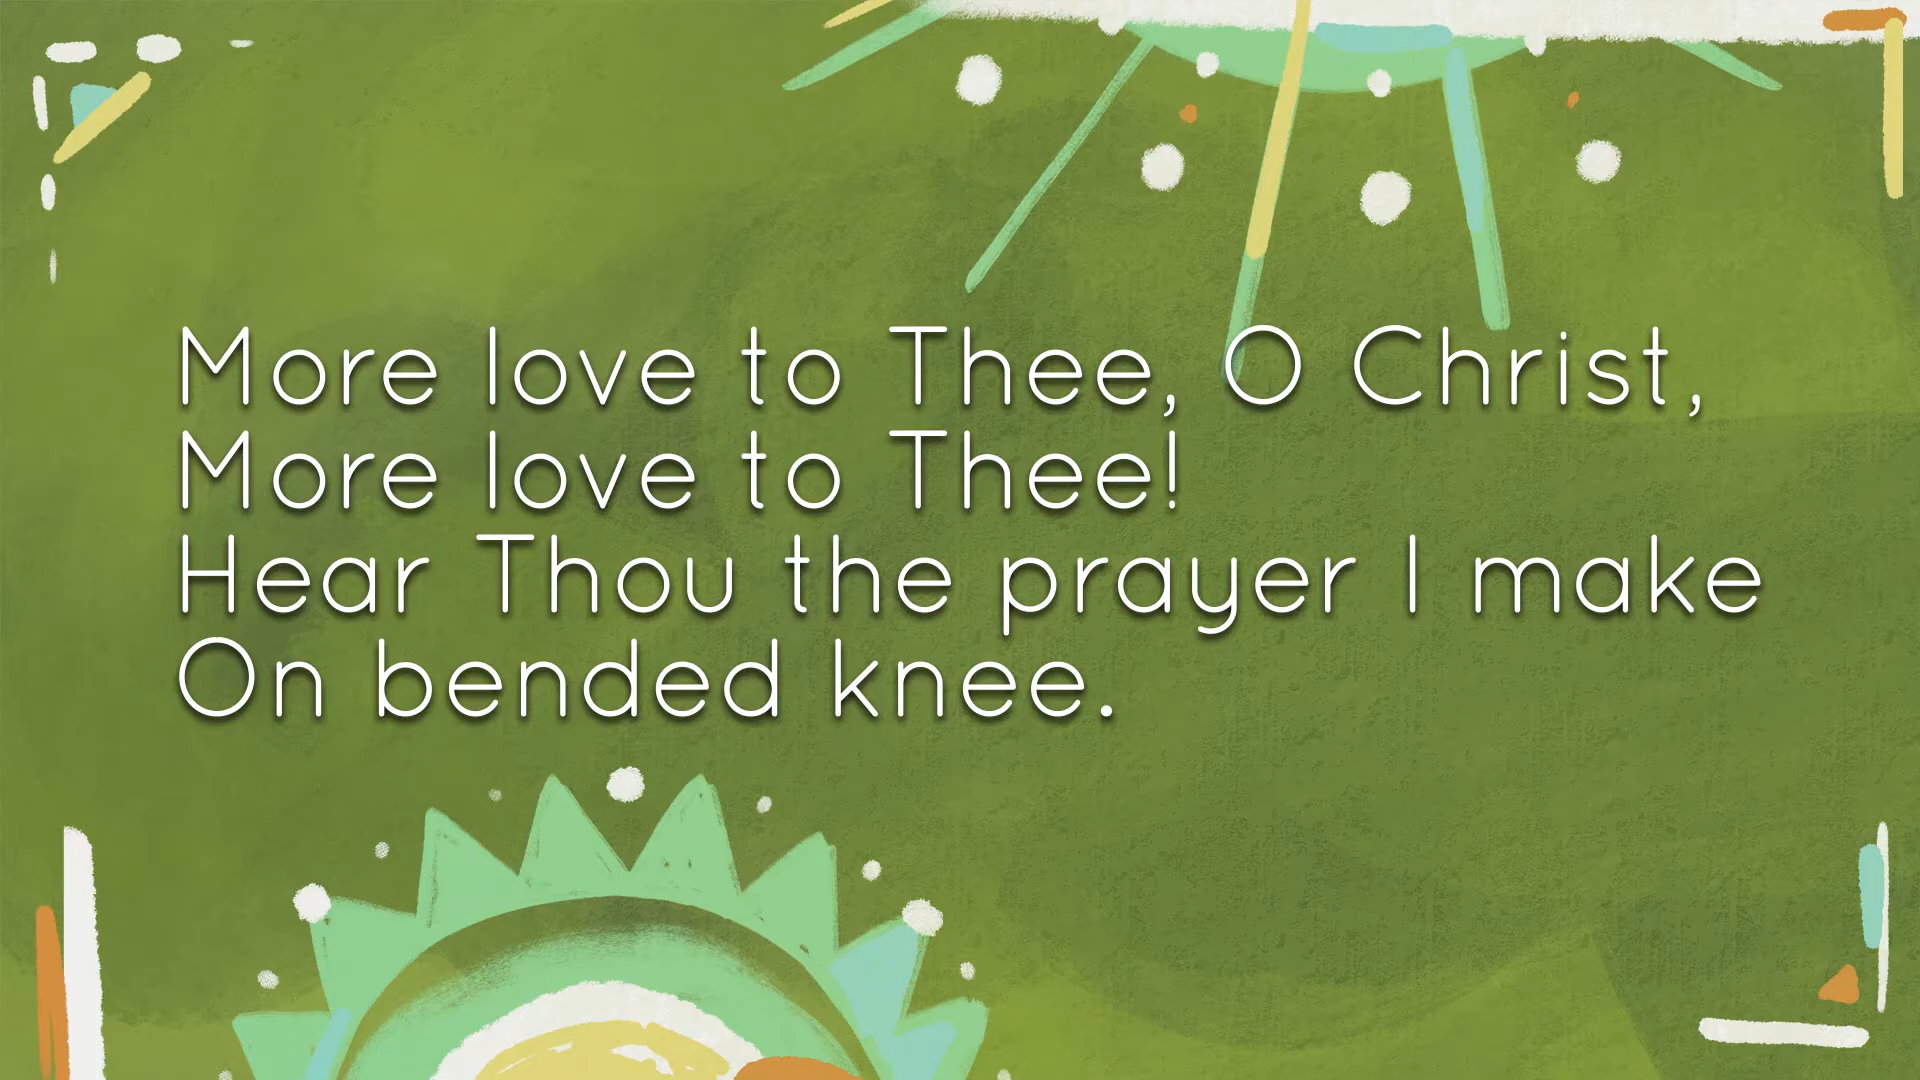 More love to Thee, O Christ,
More love to Thee!
Hear Thou the prayer I make
On bended knee.